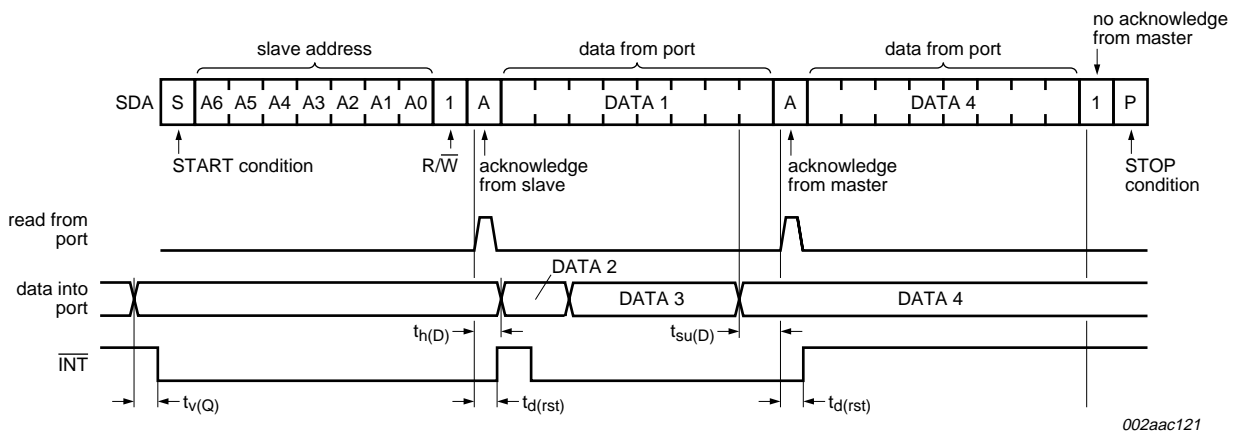 slave address
data from port
data from port
no acknowledge
from master
SDA S A6 A5 A4 A3 A2 A1 A0 1 A DATA 1 A DATA 4 1 P
START condition
R/W
acknowledge
from slave
acknowledge
from master
STOP
condition
read from
port
DATA 2
data into
port
DATA 3
DATA 4
th(D)
tsu(D)
INT
tv(Q)
td(rst)
td(rst)
002aac121